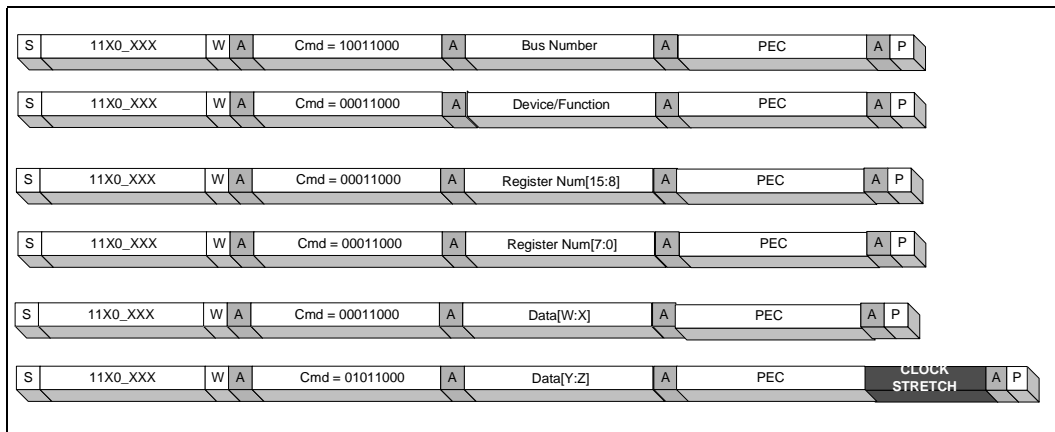 S 11X0_XXX W A Cmd = 10011000 A Bus Number A PEC A P
S 11X0_XXX W A Cmd = 00011000 A Device/Function A PEC A P
S 11X0_XXX W A Cmd = 00011000 A Register Num[15:8] A PEC A P
S 11X0_XXX W A Cmd = 00011000 A Register Num[7:0] A PEC A P
S 11X0_XXX W A Cmd = 00011000 A Data[W:X] A PEC A P
S 11X0_XXX W A Cmd = 01011000 A Data[Y:Z] A PEC CLOCK STRETCH A P